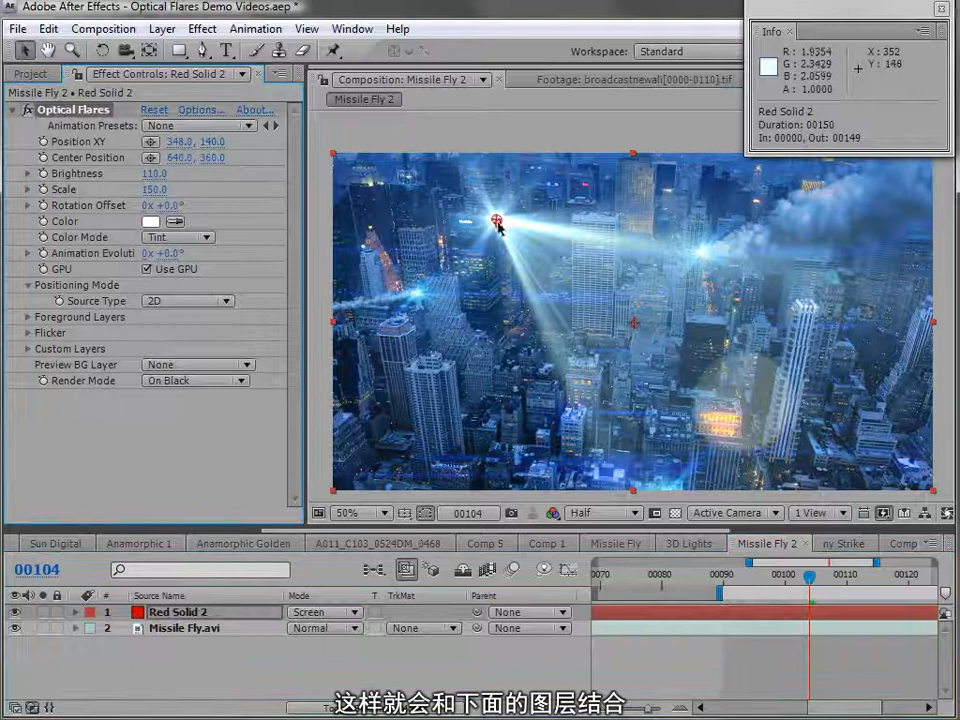 Adobe After Effects - Optical Flares Demo Videos.aep *
File Edit Composition Layer Effect Animation View Window Help
Workspace: Standard
Info ×
R: 1.9354
G: 2.3429
B: 2.0599
A: 1.0000
X: 352
Y: 146
Red Solid 2
Duration: 00150
In: 00000, Out: 00149
Project Effect Controls: Red Solid 2 ×
Missile Fly 2 • Red Solid 2
fx Optical Flares Reset Options... About...
Animation Presets: None
Position XY 348.0, 140.0
Center Position 640.0, 360.0
Brightness 110.0
Scale 150.0
Rotation Offset 0x +0.0°
Color
Color Mode Tint
Animation Evoluti 0x +0.0°
GPU Use GPU
Positioning Mode
Source Type 2D
Foreground Layers
Flicker
Custom Layers
Preview BG Layer None
Render Mode On Black
Composition: Missile Fly 2 × Footage: broadcastnewali[0000-0110].tif
Missile Fly 2
50% 00104 Half Active Camera 1 View
Sun Digital Anamorphic 1 Anamorphic Golden A011_C103_0524DM_0468 Comp 5 Comp 1 Missile Fly 3D Lights Missile Fly 2 × ny Strike Comp
00104
0070 00080 00090 00100 00110 00120
# Source Name Mode T TrkMat Parent
1 Red Solid 2 Screen None
2 Missile Fly.avi Normal None None
这样就会和下面的图层结合